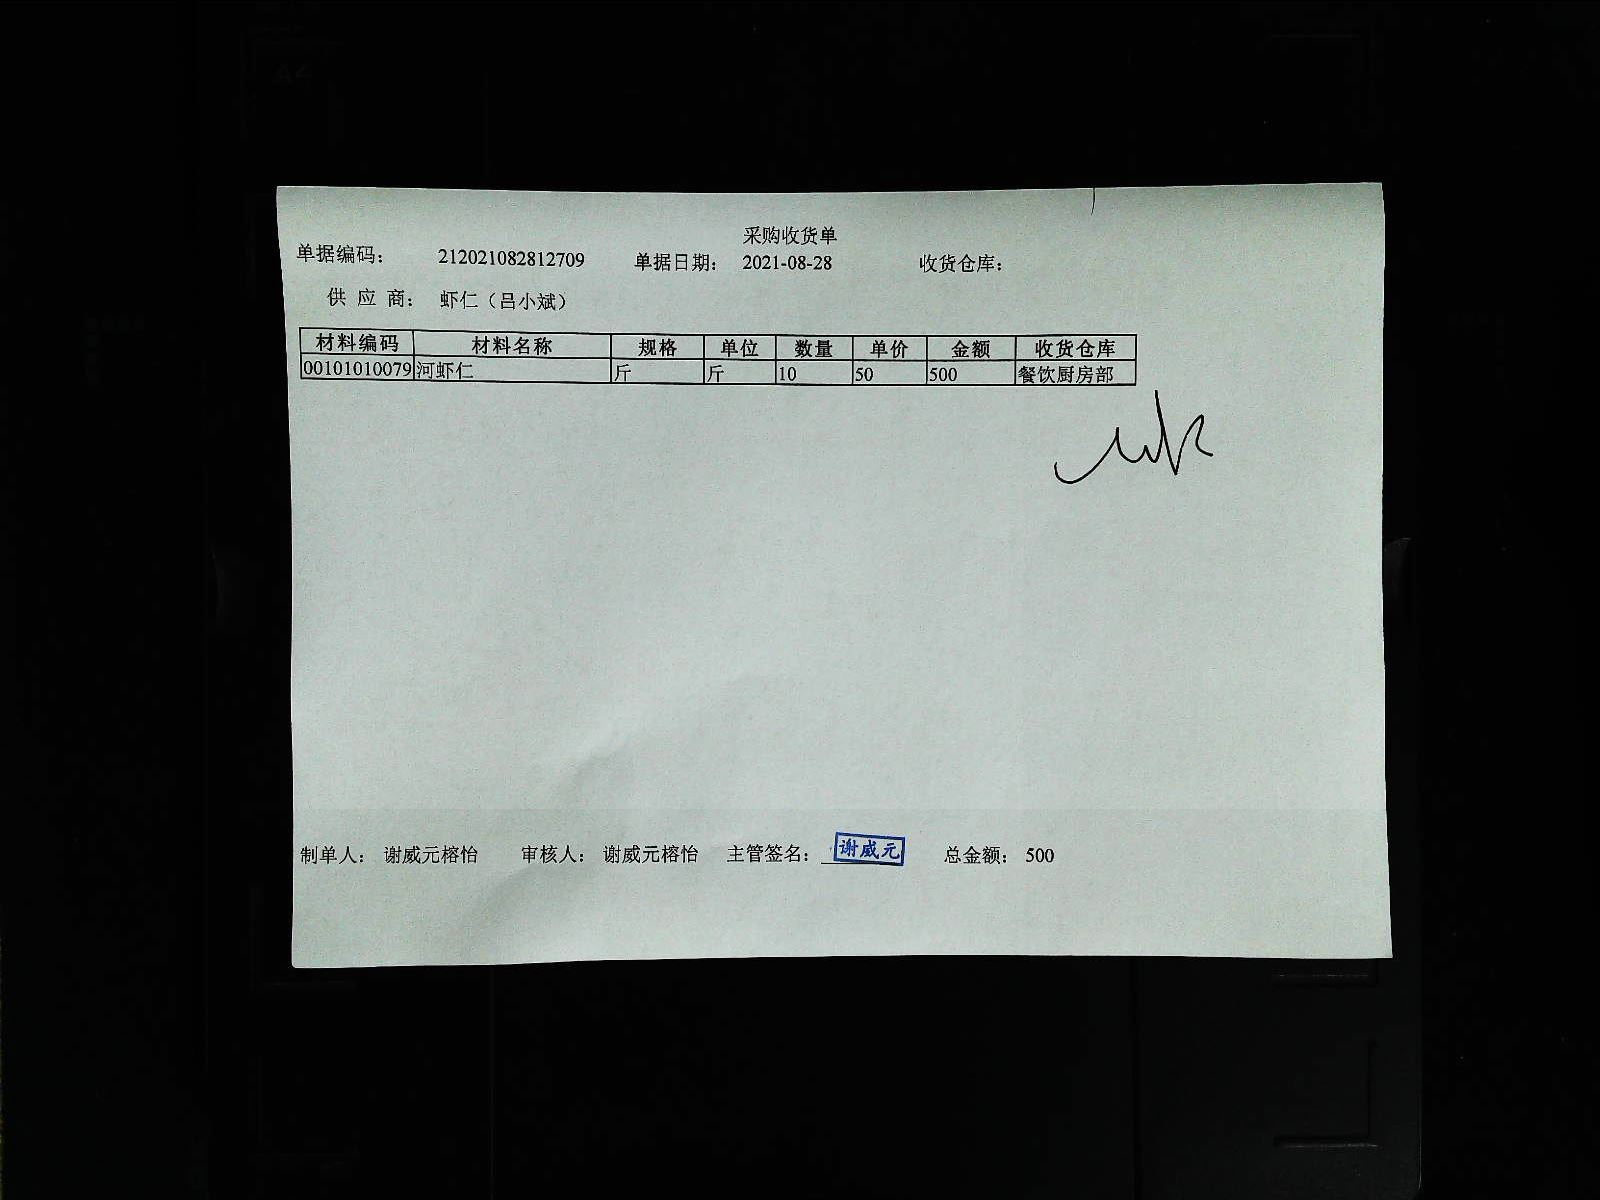 采购收货单
单据编码： 212021082812709 单据日期： 2021-08-28 收货仓库：
供 应 商： 虾仁（吕小斌）
材料编码 材料名称 规格 单位 数量 单价 金额 收货仓库
00101010079 河虾仁 斤 斤 10 50 500 餐饮厨房部
制单人： 谢威元榕怡 审核人： 谢威元榕怡 主管签名： 谢威元 总金额： 500